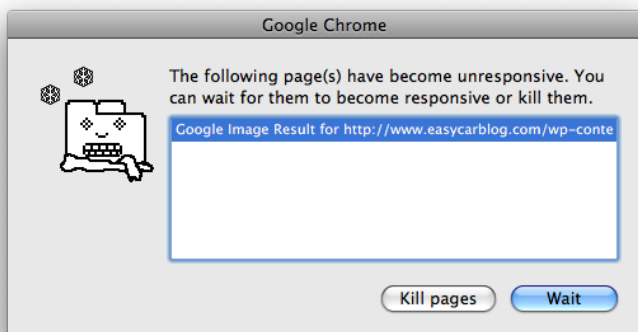 Google Chrome
The following page(s) have become unresponsive. You
can wait for them to become responsive or kill them.
Google Image Result for http://www.easycarblog.com/wp-conte
Kill pages
Wait